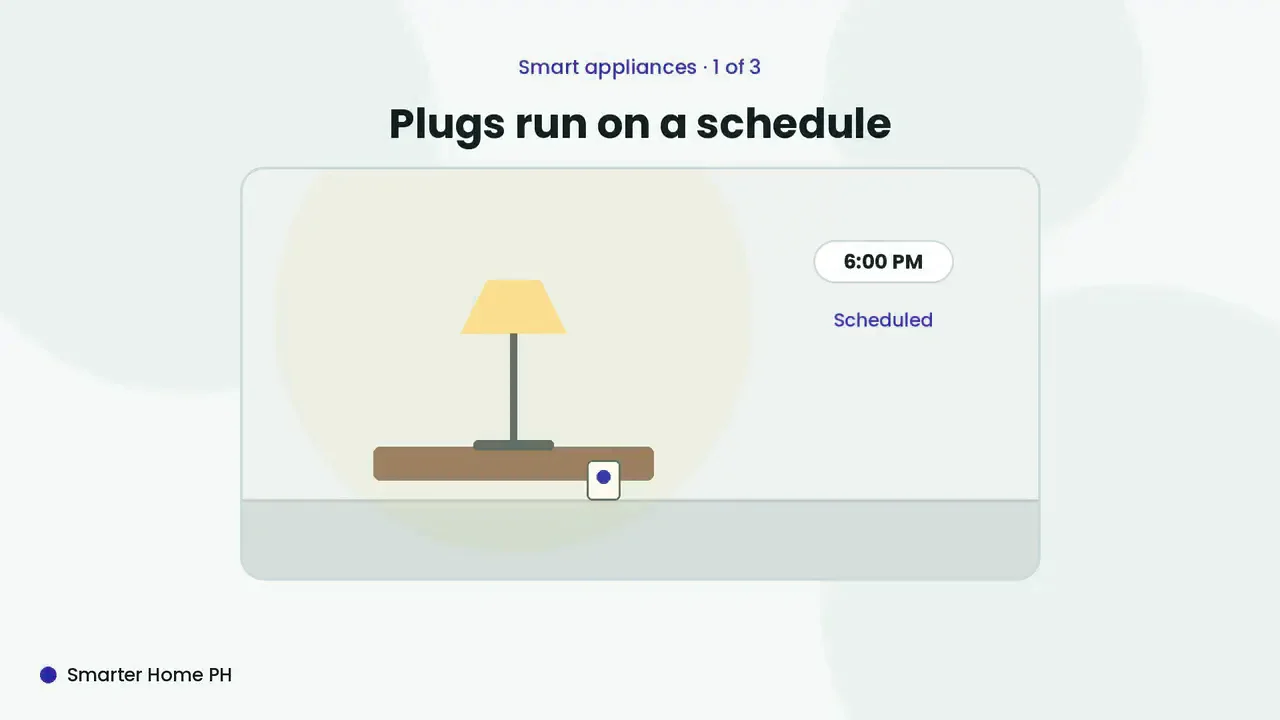 Smart appliances · 1 of 3
Plugs run on a schedule
6:00 PM
Scheduled
Smarter Home PH